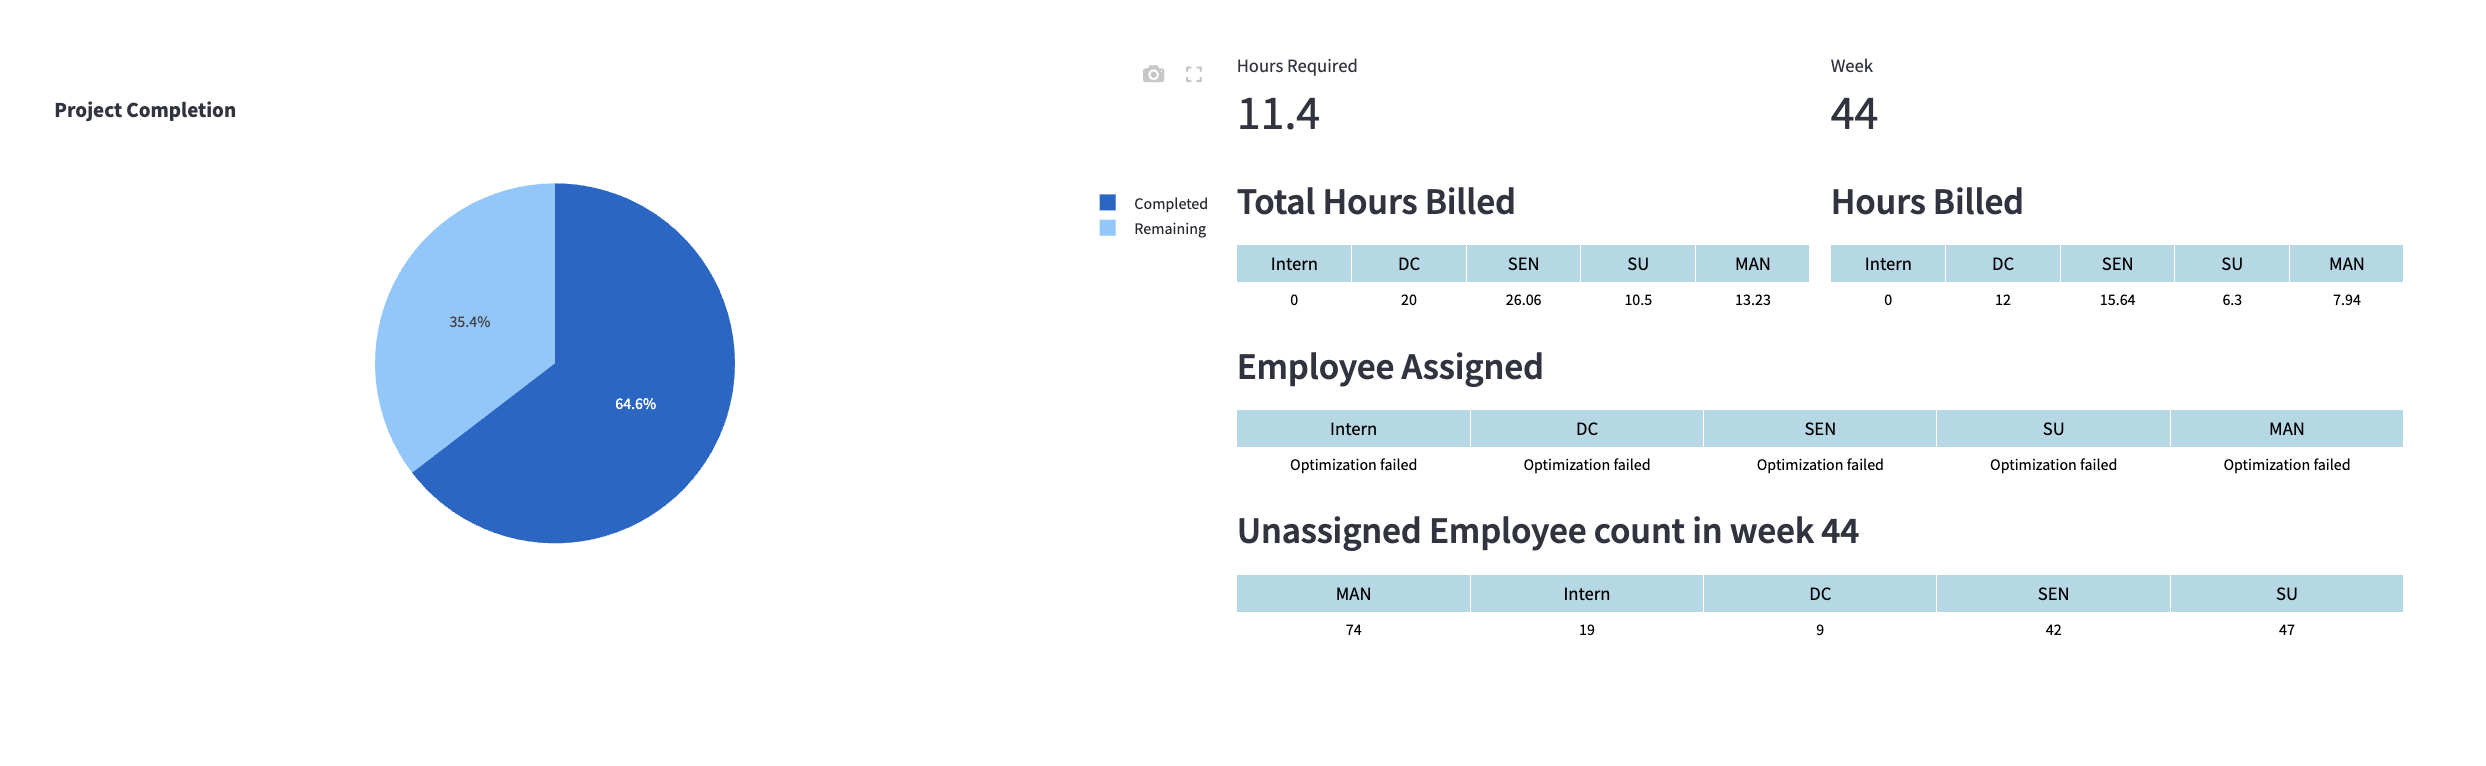 Project Completion
35.4%
64.6%
Completed
Remaining
Hours Required
11.4
Week
44
Total Hours Billed
Intern DC SEN SU MAN
0 20 26.06 10.5 13.23
Hours Billed
Intern DC SEN SU MAN
0 12 15.64 6.3 7.94
Employee Assigned
Intern DC SEN SU MAN
Optimization failed Optimization failed Optimization failed Optimization failed Optimization failed
Unassigned Employee count in week 44
MAN Intern DC SEN SU
74 19 9 42 47